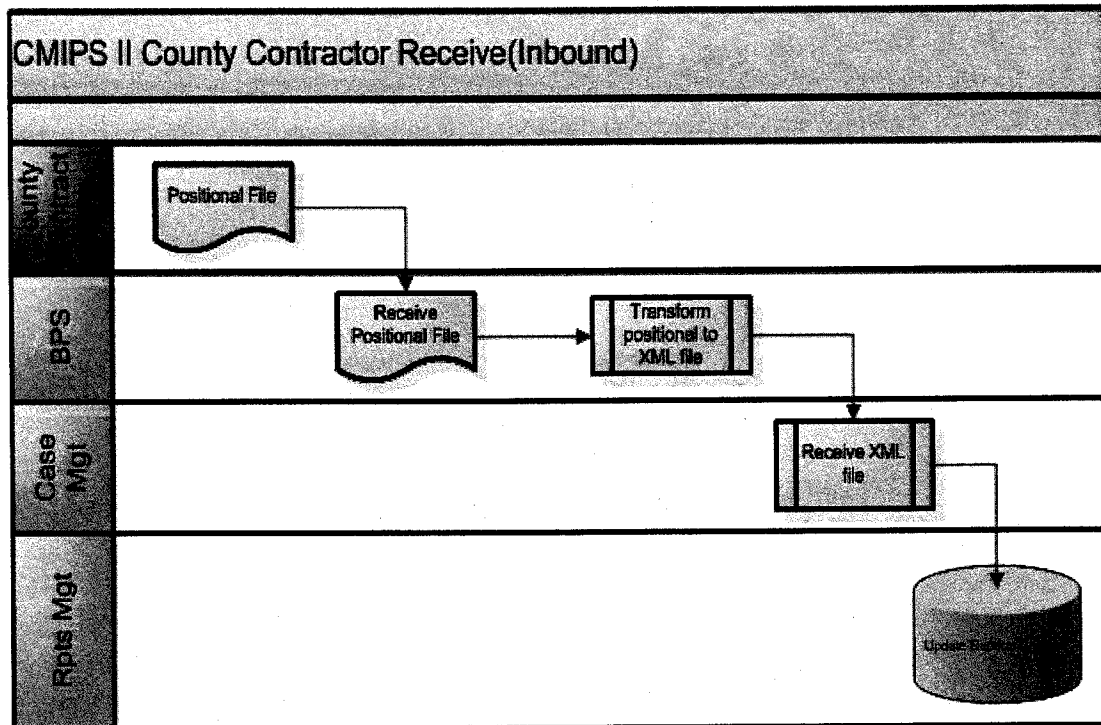 CMIPS II County Contractor Receive(Inbound)
Positional File
BPS
Receive
Positional File
Transform
positional to
XML file
Case
Mgt
Receive XML
file
Rpts Mgt
Update